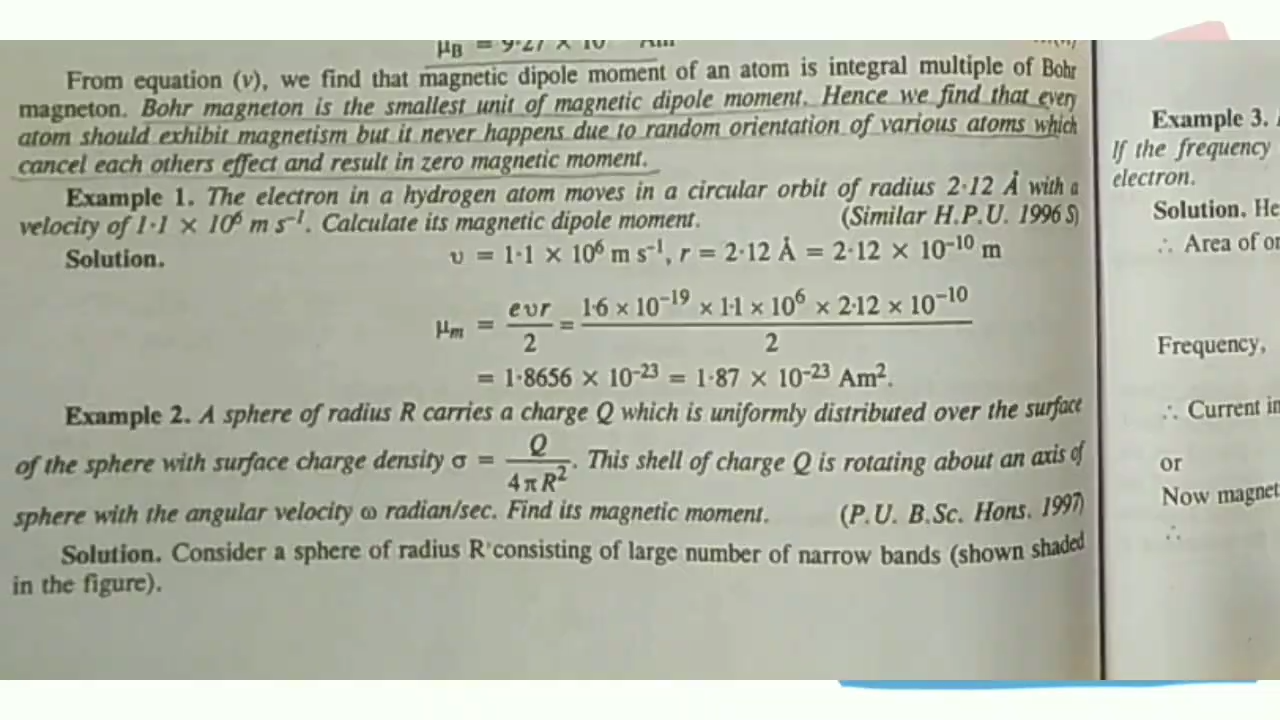 μB = 9·27 × 10 Am
From equation (v), we find that magnetic dipole moment of an atom is integral multiple of Bohr
magneton. Bohr magneton is the smallest unit of magnetic dipole moment. Hence we find that every
atom should exhibit magnetism but it never happens due to random orientation of various atoms which
cancel each others effect and result in zero magnetic moment.
Example 1. The electron in a hydrogen atom moves in a circular orbit of radius 2·12 Å with a
velocity of 1·1 × 10⁶ m s⁻¹. Calculate its magnetic dipole moment. (Similar H.P.U. 1996 S)
Solution. υ = 1·1 × 10⁶ m s⁻¹, r = 2·12 Å = 2·12 × 10⁻¹⁰ m
μm = eυr/2 = 1·6 × 10⁻¹⁹ × 1·1 × 10⁶ × 2·12 × 10⁻¹⁰/2
= 1·8656 × 10⁻²³ = 1·87 × 10⁻²³ Am².
Example 2. A sphere of radius R carries a charge Q which is uniformly distributed over the surface
of the sphere with surface charge density σ = Q/4πR². This shell of charge Q is rotating about an axis of
sphere with the angular velocity ω radian/sec. Find its magnetic moment. (P.U. B.Sc. Hons. 1997)
Solution. Consider a sphere of radius R consisting of large number of narrow bands (shown shaded
in the figure).
Example 3.
If the frequency
electron.
Solution. He
∴ Area of or
Frequency,
∴ Current in
or
Now magnet
∴